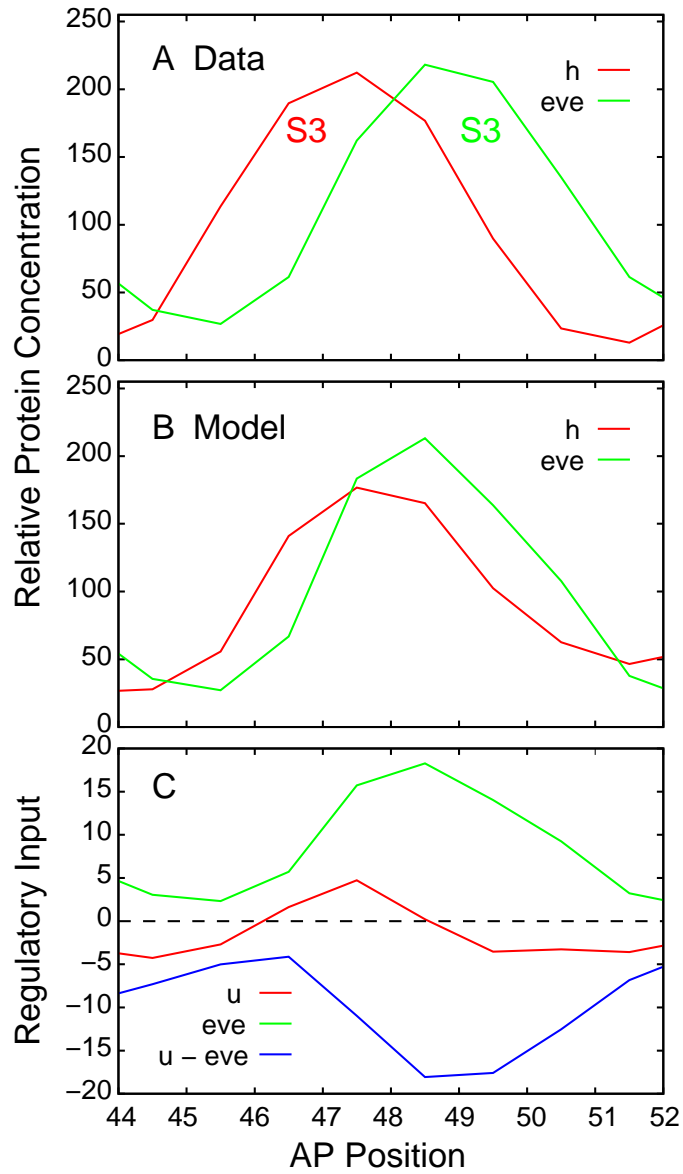 Relative Protein Concentration
250
200
150
100
50
0
A Data
S3
S3
h
eve
250
200
150
100
50
0
B Model
h
eve
Regulatory Input
20
15
10
5
0
−5
−10
−15
−20
C
u
eve
u − eve
44 45 46 47 48 49 50 51 52
AP Position